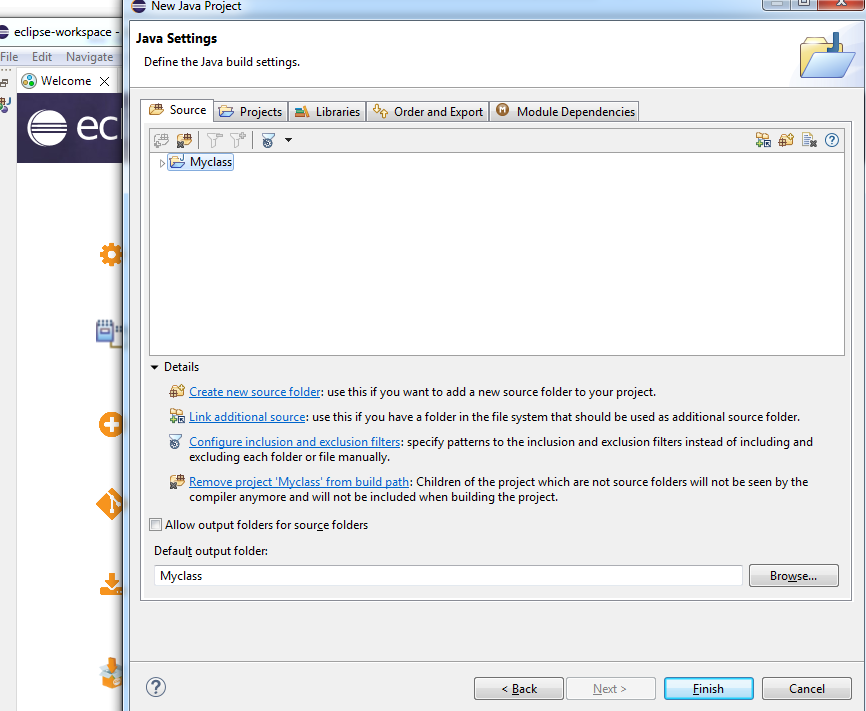 New Java Project
eclipse-workspace -
File Edit Navigate
Welcome
Java Settings
Define the Java build settings.
Source Projects Libraries Order and Export Module Dependencies
Myclass
Details
Create new source folder: use this if you want to add a new source folder to your project.
Link additional source: use this if you have a folder in the file system that should be used as additional source folder.
Configure inclusion and exclusion filters: specify patterns to the inclusion and exclusion filters instead of including and
excluding each folder or file manually.
Remove project 'Myclass' from build path: Children of the project which are not source folders will not be seen by the
compiler anymore and will not be included when building the project.
Allow output folders for source folders
Default output folder:
Myclass Browse...
< Back Next > Finish Cancel